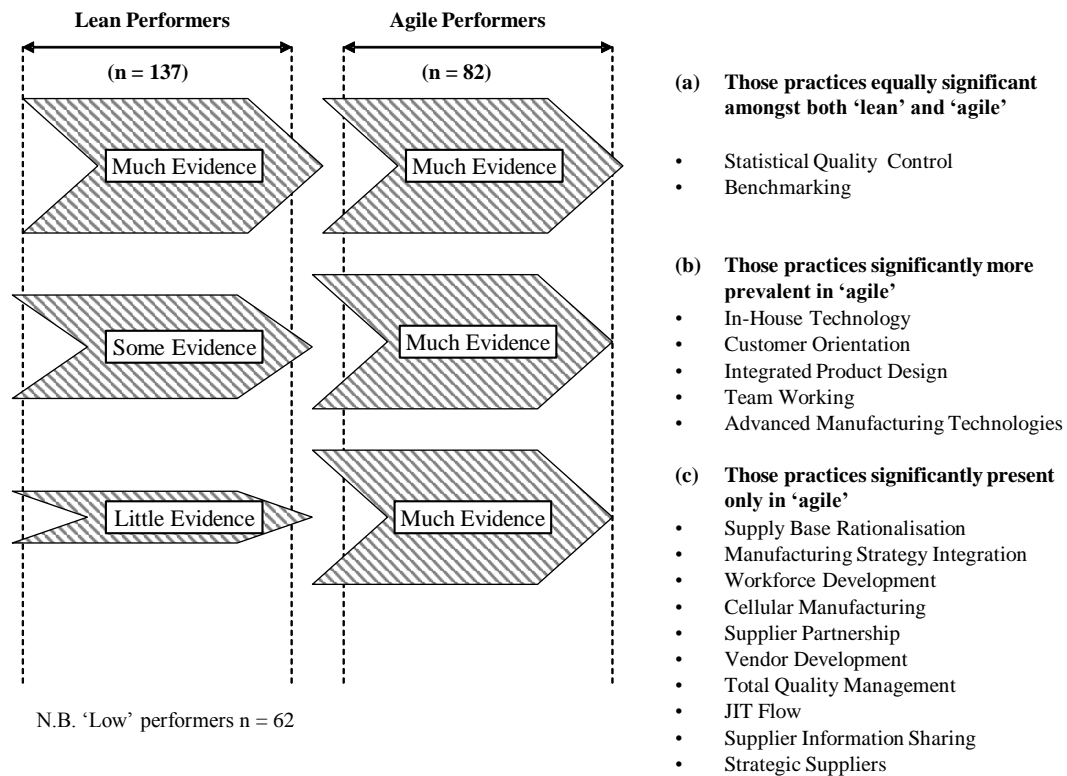 Lean Performers
Agile Performers
(n = 137)
(n = 82)
Much Evidence
Much Evidence
Some Evidence
Much Evidence
Little Evidence
Much Evidence
N.B. ‘Low’ performers n = 62
(a) Those practices equally significant
amongst both ‘lean’ and ‘agile’
• Statistical Quality Control
• Benchmarking
(b) Those practices significantly more
prevalent in ‘agile’
• In-House Technology
• Customer Orientation
• Integrated Product Design
• Team Working
• Advanced Manufacturing Technologies
(c) Those practices significantly present
only in ‘agile’
• Supply Base Rationalisation
• Manufacturing Strategy Integration
• Workforce Development
• Cellular Manufacturing
• Supplier Partnership
• Vendor Development
• Total Quality Management
• JIT Flow
• Supplier Information Sharing
• Strategic Suppliers